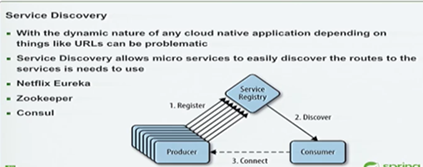 Service Discovery
With the dynamic nature of any cloud native application depending on
things like URLs can be problematic
Service Discovery allows micro services to easily discover the routes to the
services is needs to use
Netflix Eureka
Zookeeper
Consul
Service
Registry
1. Register
2. Discover
Producer
Consumer
3. Connect
spring